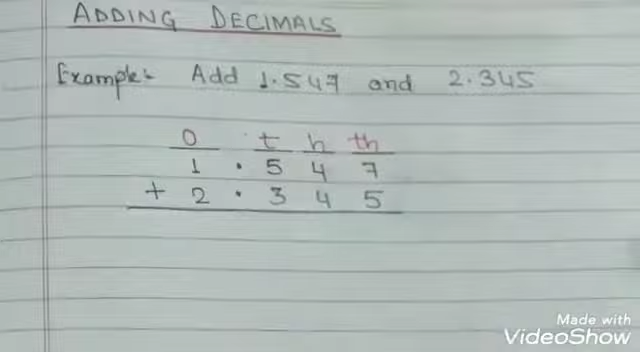 ADDING DECIMALS
Example:- Add 1.547 and 2.345
O . t h th
1 . 5 4 7
+ 2 . 3 4 5
Made with
VideoShow